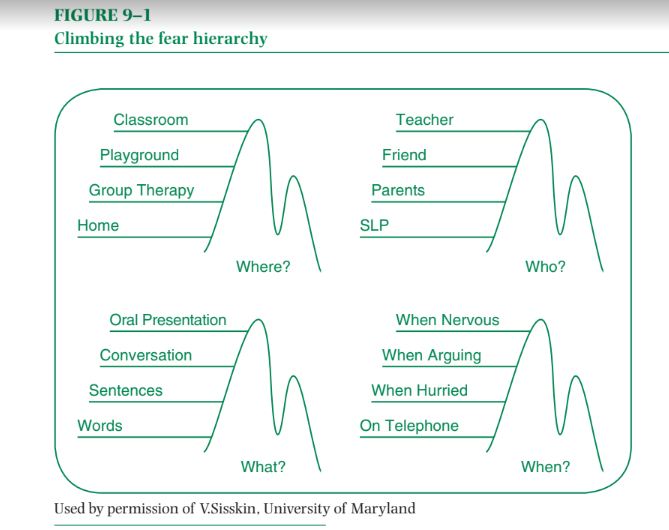 FIGURE 9–1
Climbing the fear hierarchy
Classroom
Playground
Group Therapy
Home
Where?
Teacher
Friend
Parents
SLP
Who?
Oral Presentation
Conversation
Sentences
Words
What?
When Nervous
When Arguing
When Hurried
On Telephone
When?
Used by permission of V.Sisskin, University of Maryland